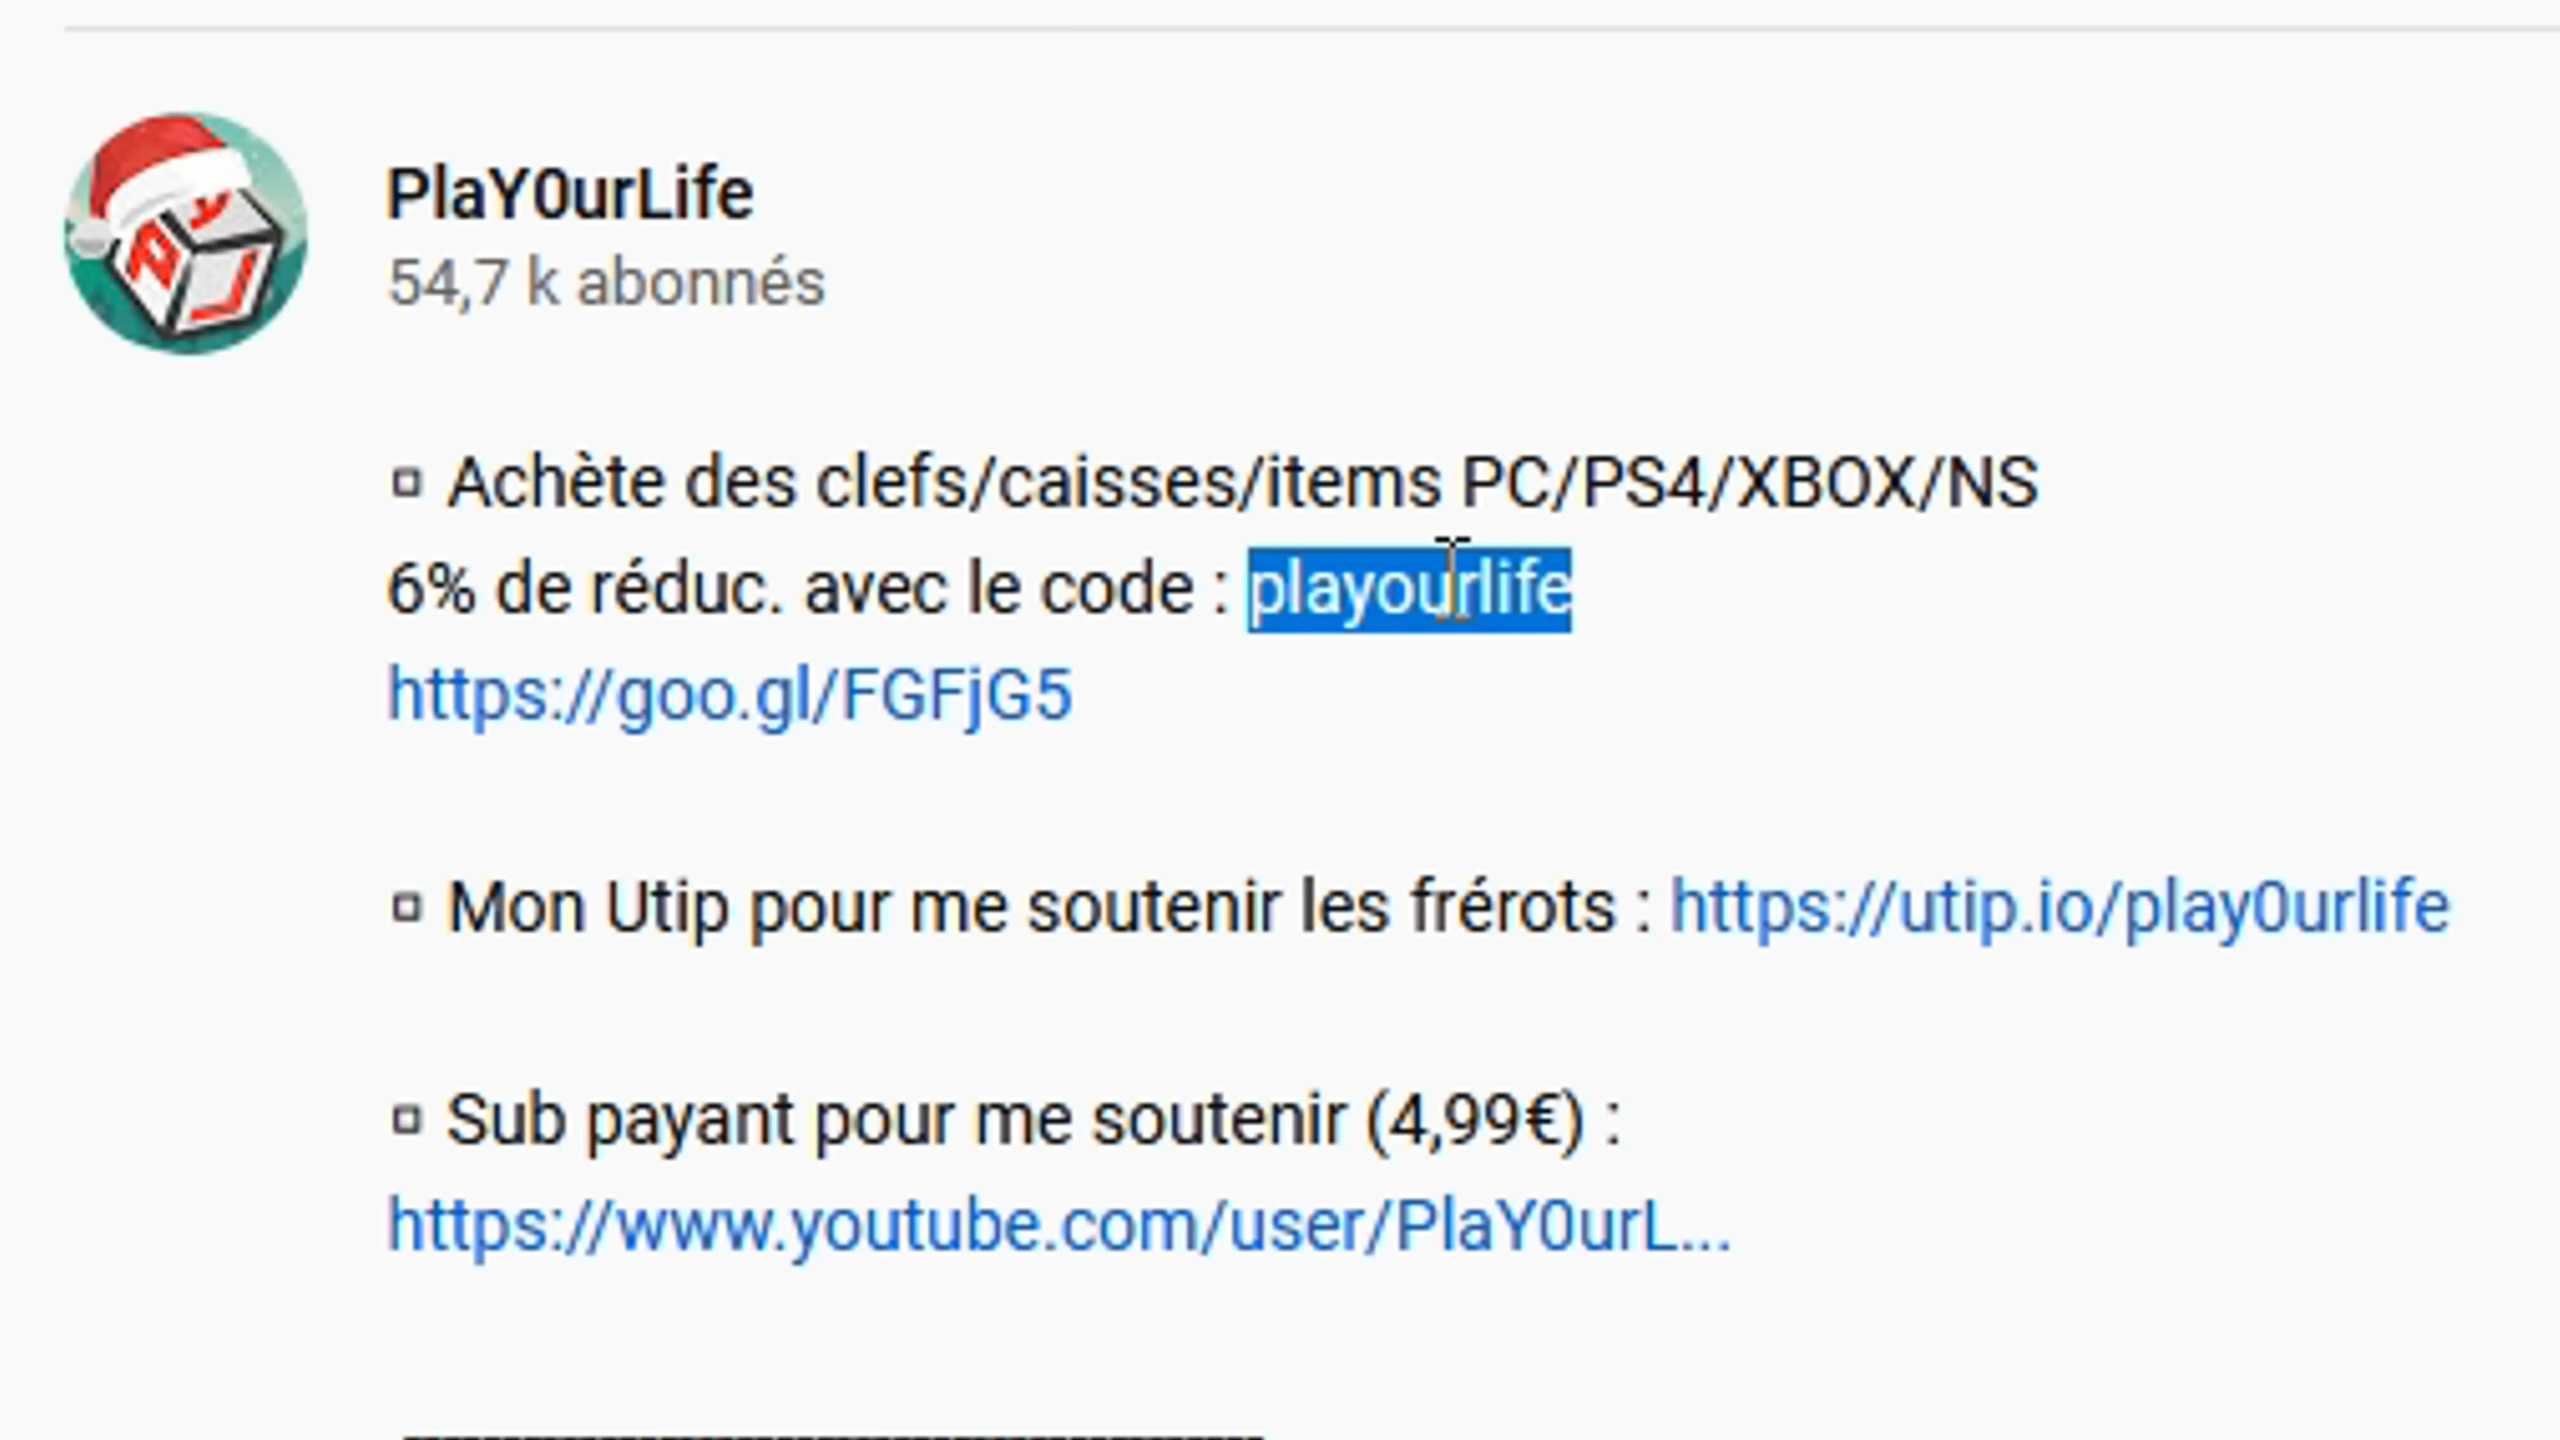 PlaY0urLife
54,7 k abonnés
▫ Achète des clefs/caisses/items PC/PS4/XBOX/NS
6% de réduc. avec le code : playourlife
https://goo.gl/FGFjG5
▫ Mon Utip pour me soutenir les frérots : https://utip.io/play0urlife
▫ Sub payant pour me soutenir (4,99€) :
https://www.youtube.com/user/PlaY0urL...